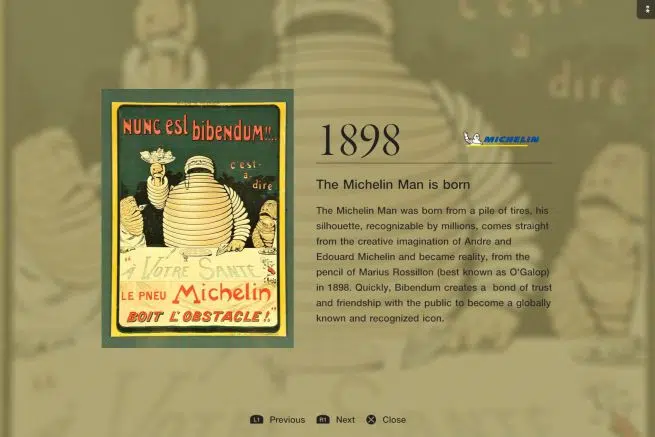 c'est-
à
dire
NUNC est bibendum!!..
c'est-
à
dire
"À VOTRE SANTÉ
LE PNEU Michelin
BOIT L'OBSTACLE!."
1898
MICHELIN
The Michelin Man is born
The Michelin Man was born from a pile of tires, his
silhouette, recognizable by millions, comes straight
from the creative imagination of Andre and
Edouard Michelin and became reality, from the
pencil of Marius Rossillon (best known as O'Galop)
in 1898. Quickly, Bibendum creates a  bond of trust
and friendship with the public to become a globally
known and recognized icon.
L1 Previous R1 Next Close